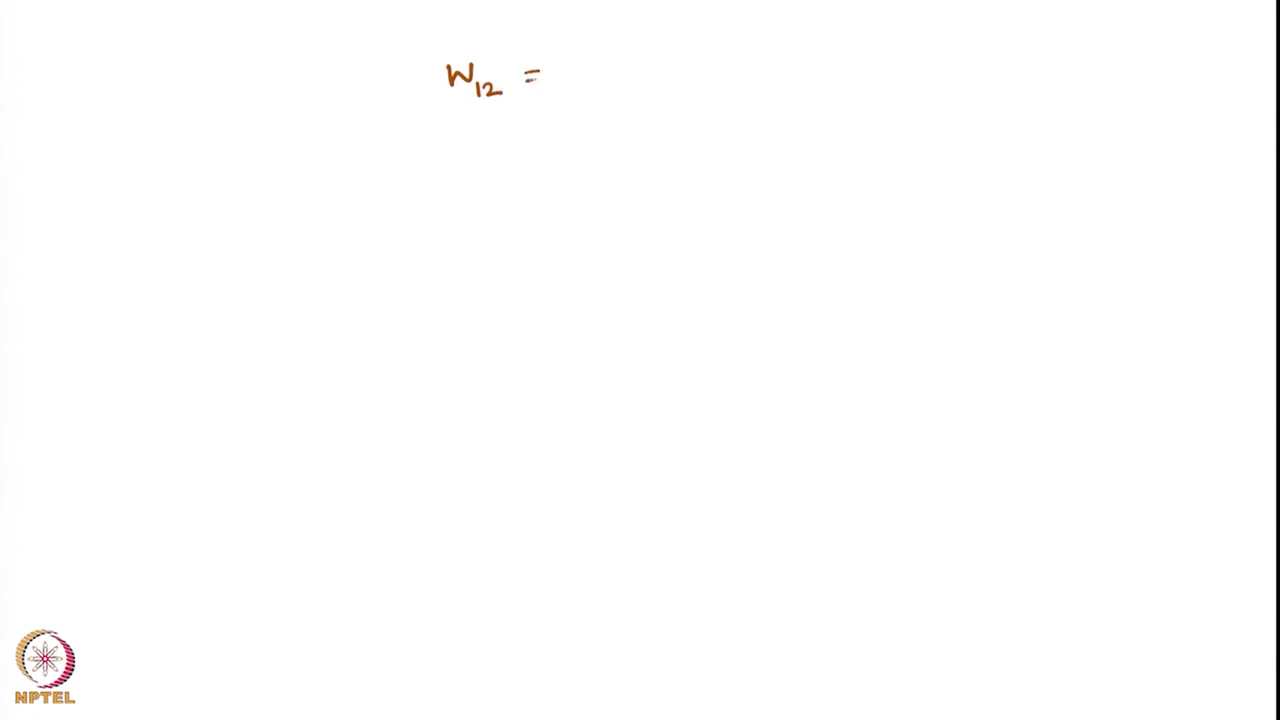 W₁₂ =
NPTEL